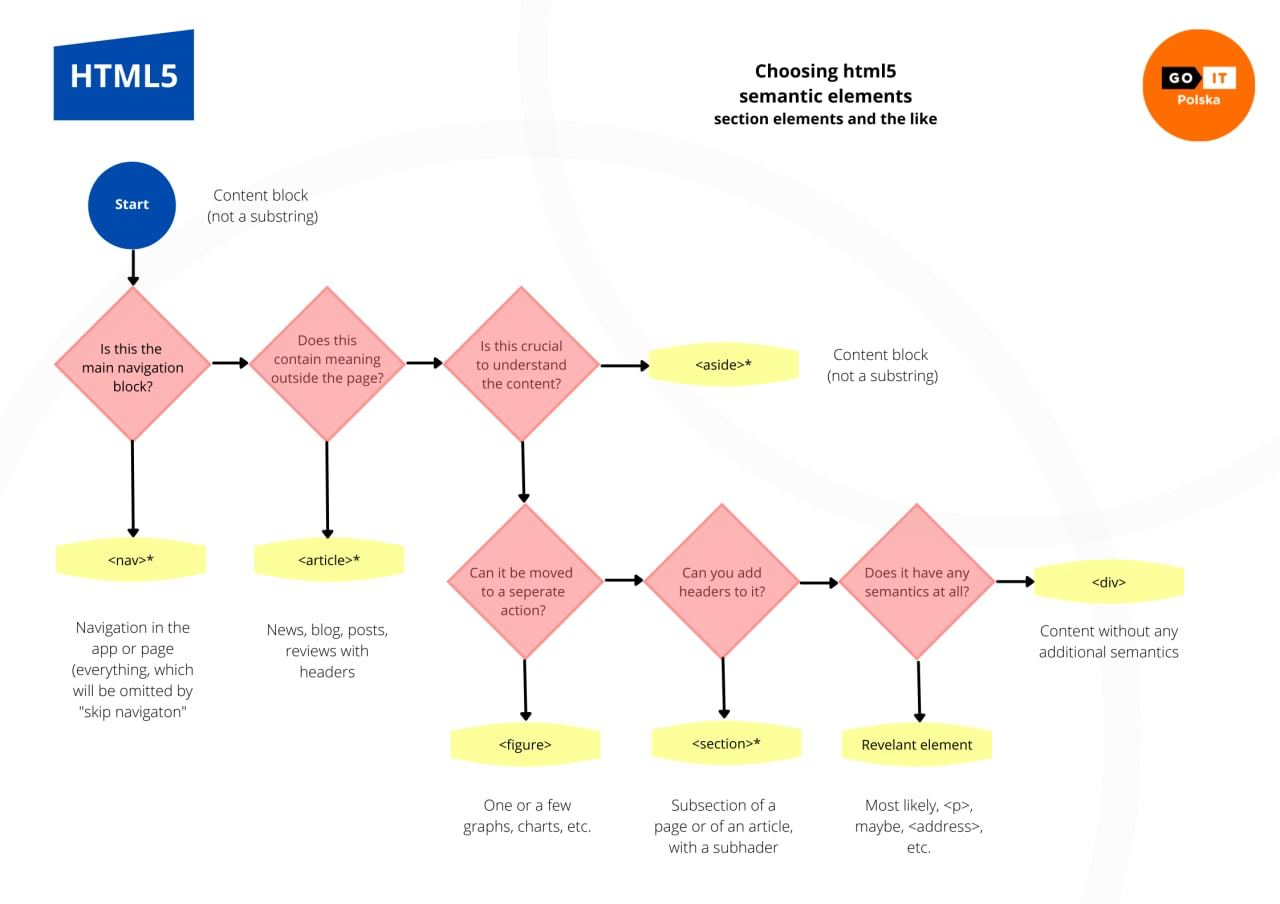 HTML5
Choosing html5
semantic elements
section elements and the like
GO IT
Polska
Start
Content block
(not a substring)
Is this the
main navigation
block?
Does this
contain meaning
outside the page?
Is this crucial
to understand
the content?
<aside>*
Content block
(not a substring)
<nav>*
Navigation in the
app or page
(everything, which
will be omitted by
"skip navigaton"
<article>*
News, blog, posts,
reviews with
headers
Can it be moved
to a seperate
action?
Can you add
headers to it?
Does it have any
semantics at all?
<div>
Content without any
additional semantics
<figure>
One or a few
graphs, charts, etc.
<section>*
Subsection of a
page or of an article,
with a subhader
Revelant element
Most likely, <p>,
maybe, <address>,
etc.